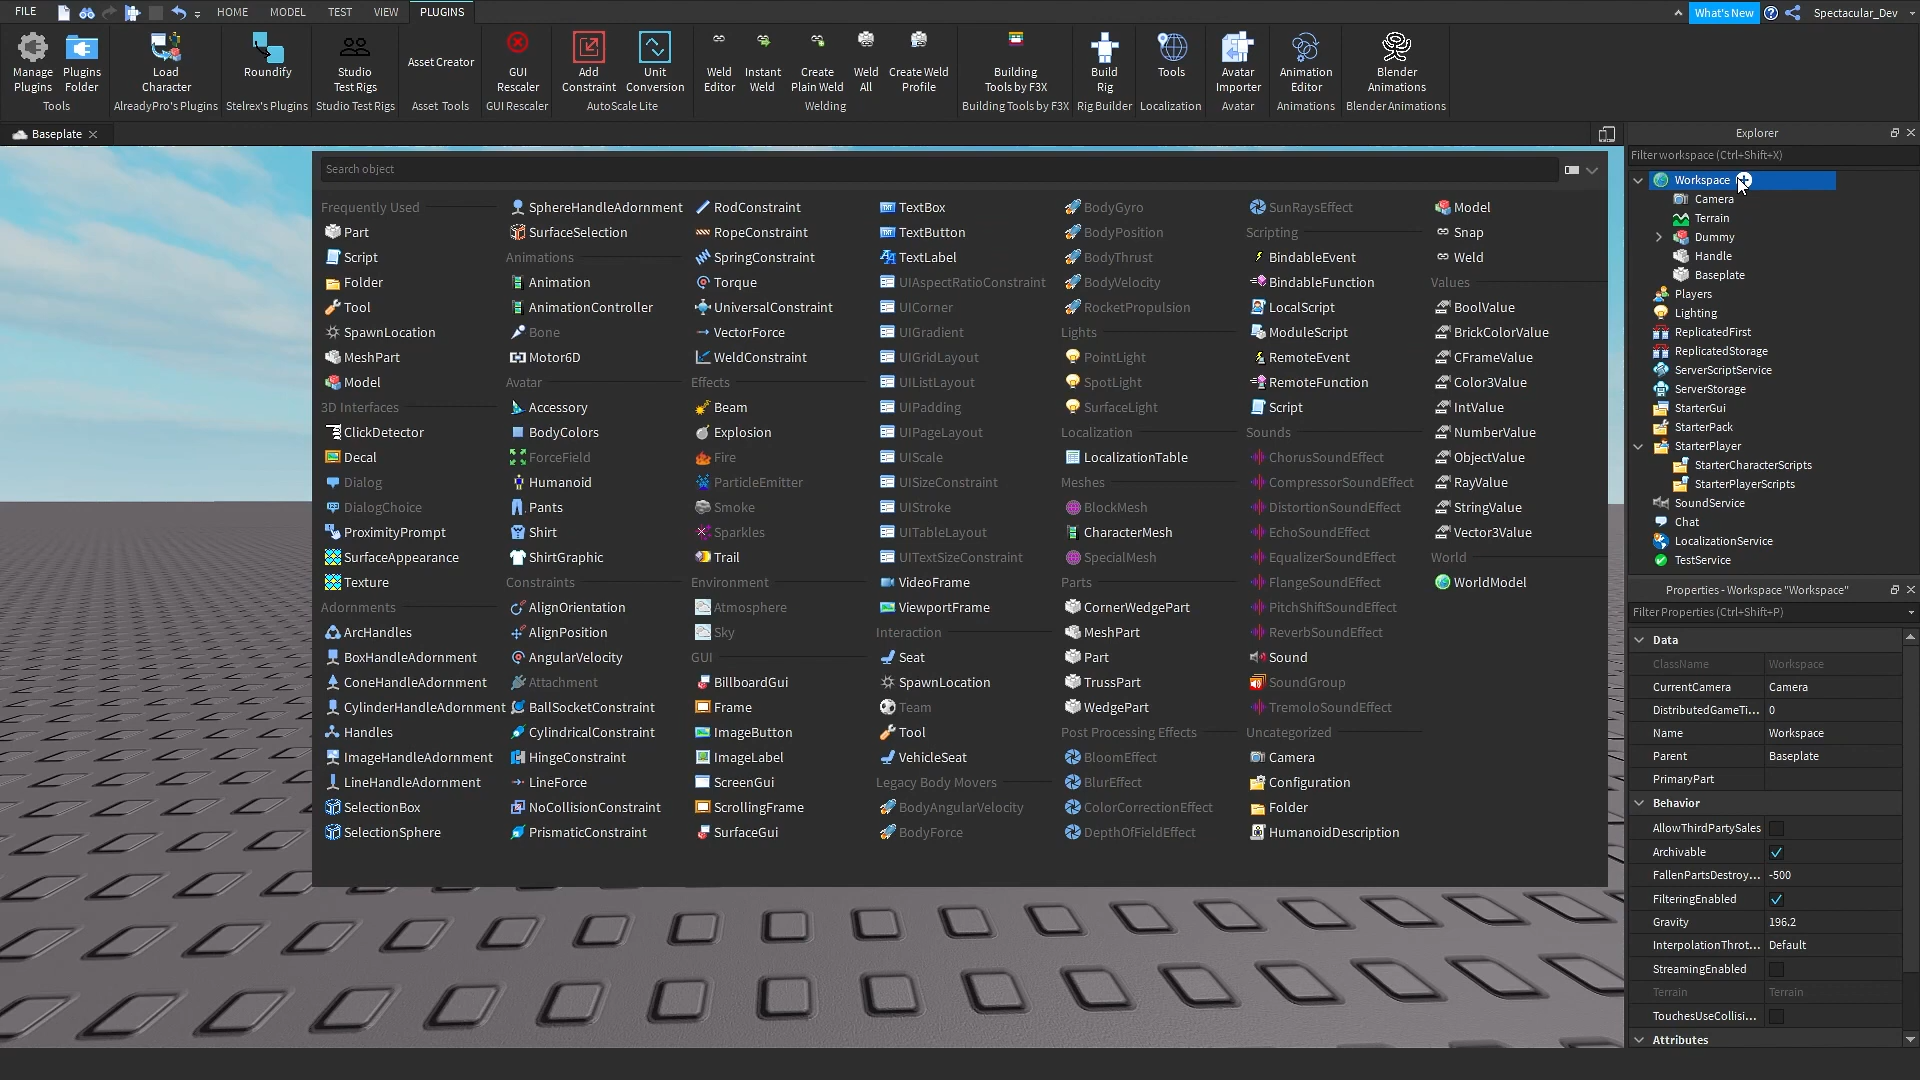 FILE HOME MODEL TEST VIEW PLUGINS What's New Spectacular_Dev
Manage Plugins Plugins Folder Load Character Roundify Studio Test Rigs Asset Creator GUI Rescaler Add Constraint Unit Conversion Weld Editor Instant Weld Create Plain Weld Weld All Create Weld Profile Building Tools by F3X Build Rig Tools Avatar Importer Animation Editor Blender Animations
Tools AlreadyPro's Plugins Stelrex's Plugins Studio Test Rigs Asset Tools GUI Rescaler AutoScale Lite Welding Building Tools by F3X Rig Builder Localization Avatar Animations Blender Animations
Baseplate
Search object
Frequently Used
Part
Script
Folder
Tool
SpawnLocation
MeshPart
Model
3D Interfaces
ClickDetector
Decal
Dialog
DialogChoice
ProximityPrompt
SurfaceAppearance
Texture
Adornments
ArcHandles
BoxHandleAdornment
ConeHandleAdornment
CylinderHandleAdornment
Handles
ImageHandleAdornment
LineHandleAdornment
SelectionBox
SelectionSphere
SphereHandleAdornment
SurfaceSelection
Animations
Animation
AnimationController
Bone
Motor6D
Avatar
Accessory
BodyColors
ForceField
Humanoid
Pants
Shirt
ShirtGraphic
Constraints
AlignOrientation
AlignPosition
AngularVelocity
Attachment
BallSocketConstraint
CylindricalConstraint
HingeConstraint
LineForce
NoCollisionConstraint
PrismaticConstraint
RodConstraint
RopeConstraint
SpringConstraint
Torque
UniversalConstraint
VectorForce
WeldConstraint
Effects
Beam
Explosion
Fire
ParticleEmitter
Smoke
Sparkles
Trail
Environment
Atmosphere
Sky
GUI
BillboardGui
Frame
ImageButton
ImageLabel
ScreenGui
ScrollingFrame
SurfaceGui
TextBox
TextButton
TextLabel
UIAspectRatioConstraint
UICorner
UIGradient
UIGridLayout
UIListLayout
UIPadding
UIPageLayout
UIScale
UISizeConstraint
UIStroke
UITableLayout
UITextSizeConstraint
VideoFrame
ViewportFrame
Interaction
Seat
SpawnLocation
Team
Tool
VehicleSeat
Legacy Body Movers
BodyAngularVelocity
BodyForce
BodyGyro
BodyPosition
BodyThrust
BodyVelocity
RocketPropulsion
Lights
PointLight
SpotLight
SurfaceLight
Localization
LocalizationTable
Meshes
BlockMesh
CharacterMesh
SpecialMesh
Parts
CornerWedgePart
MeshPart
Part
TrussPart
WedgePart
Post Processing Effects
BloomEffect
BlurEffect
ColorCorrectionEffect
DepthOfFieldEffect
SunRaysEffect
Scripting
BindableEvent
BindableFunction
LocalScript
ModuleScript
RemoteEvent
RemoteFunction
Script
Sounds
ChorusSoundEffect
CompressorSoundEffect
DistortionSoundEffect
EchoSoundEffect
EqualizerSoundEffect
FlangeSoundEffect
PitchShiftSoundEffect
ReverbSoundEffect
Sound
SoundGroup
TremoloSoundEffect
Uncategorized
Camera
Configuration
Folder
HumanoidDescription
Model
Snap
Weld
Values
BoolValue
BrickColorValue
CFrameValue
Color3Value
IntValue
NumberValue
ObjectValue
RayValue
StringValue
Vector3Value
World
WorldModel
Explorer
Filter workspace (Ctrl+Shift+X)
Workspace
Camera
Terrain
Dummy
Handle
Baseplate
Players
Lighting
ReplicatedFirst
ReplicatedStorage
ServerScriptService
ServerStorage
StarterGui
StarterPack
StarterPlayer
StarterCharacterScripts
StarterPlayerScripts
SoundService
Chat
LocalizationService
TestService
Properties - Workspace "Workspace"
Filter Properties (Ctrl+Shift+P)
Data
ClassName Workspace
CurrentCamera Camera
DistributedGameTi... 0
Name Workspace
Parent Baseplate
PrimaryPart
Behavior
AllowThirdPartySales
Archivable
FallenPartsDestroy... -500
FilteringEnabled
Gravity 196.2
InterpolationThrot... Default
StreamingEnabled
Terrain Terrain
TouchesUseCollisi...
Attributes